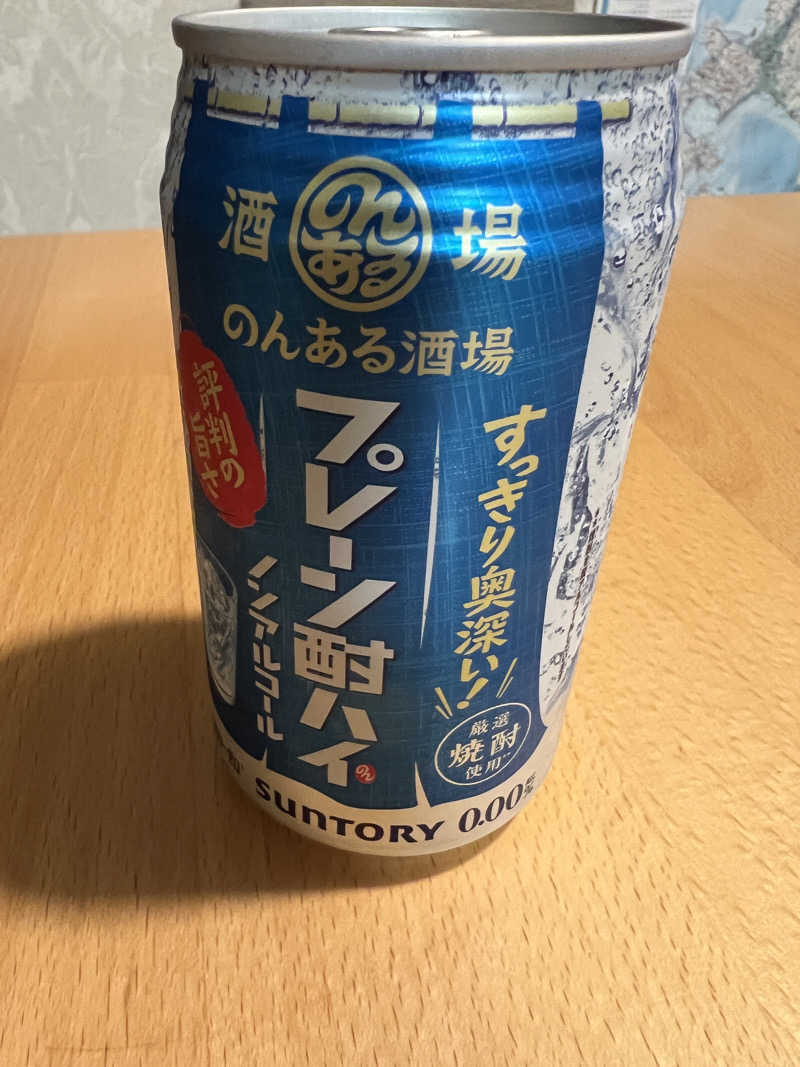 酒
のん
ある
場
のんある酒場
評判の
旨さ
すっきり奥深い!
プレーン酎ハイ
のん
ノンアルコール
厳選
焼酎
使用
SUNTORY 0.00%